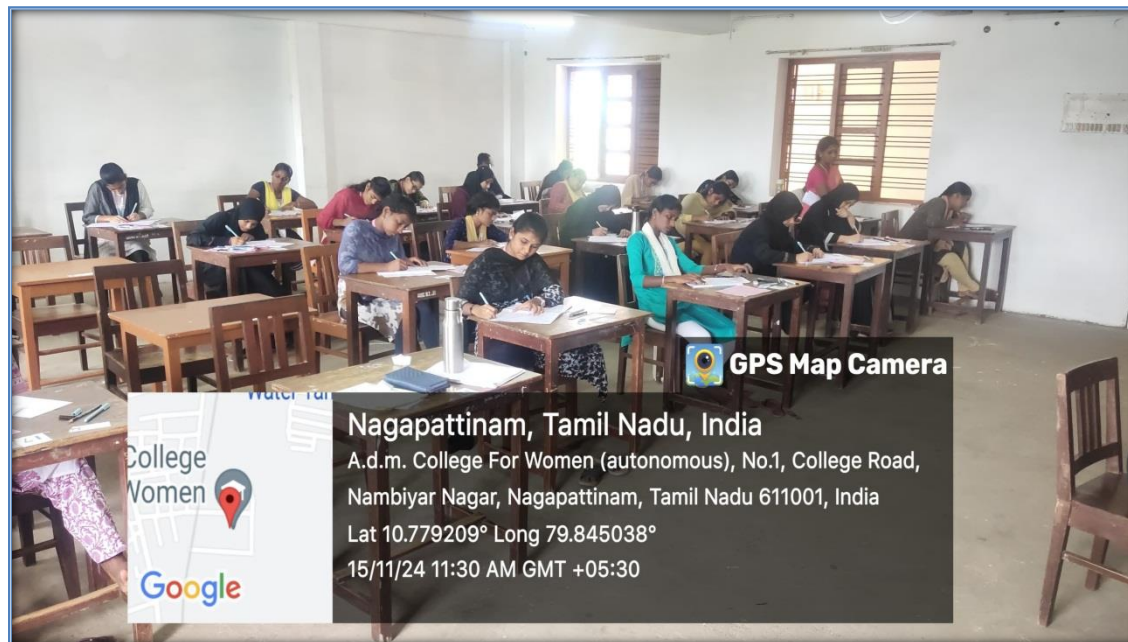 GPS Map Camera
Water Tan
College
Women
Google
Nagapattinam, Tamil Nadu, India
A.d.m. College For Women (autonomous), No.1, College Road,
Nambiyar Nagar, Nagapattinam, Tamil Nadu 611001, India
Lat 10.779209° Long 79.845038°
15/11/24 11:30 AM GMT +05:30